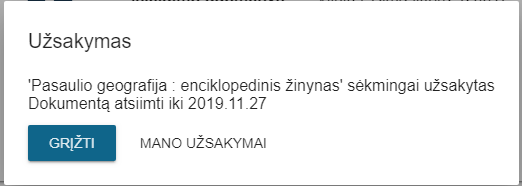 Užsakymas
'Pasaulio geografija : enciklopedinis žinynas' sėkmingai užsakytas
Dokumentą atsiimti iki 2019.11.27
GRĮŽTI
MANO UŽSAKYMAI